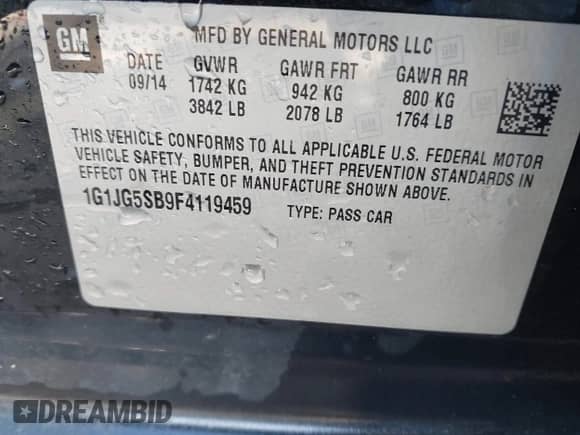 GM MFD BY GENERAL MOTORS LLC
DATE GVWR GAWR FRT GAWR RR
09/14 1742 KG 942 KG 800 KG
3842 LB 2078 LB 1764 LB
THIS VEHICLE CONFORMS TO ALL APPLICABLE U.S. FEDERAL MOTOR
VEHICLE SAFETY, BUMPER, AND THEFT PREVENTION STANDARDS IN
EFFECT ON THE DATE OF MANUFACTURE SHOWN ABOVE.
1G1JG5SB9F4119459 TYPE: PASS CAR
DREAMBID